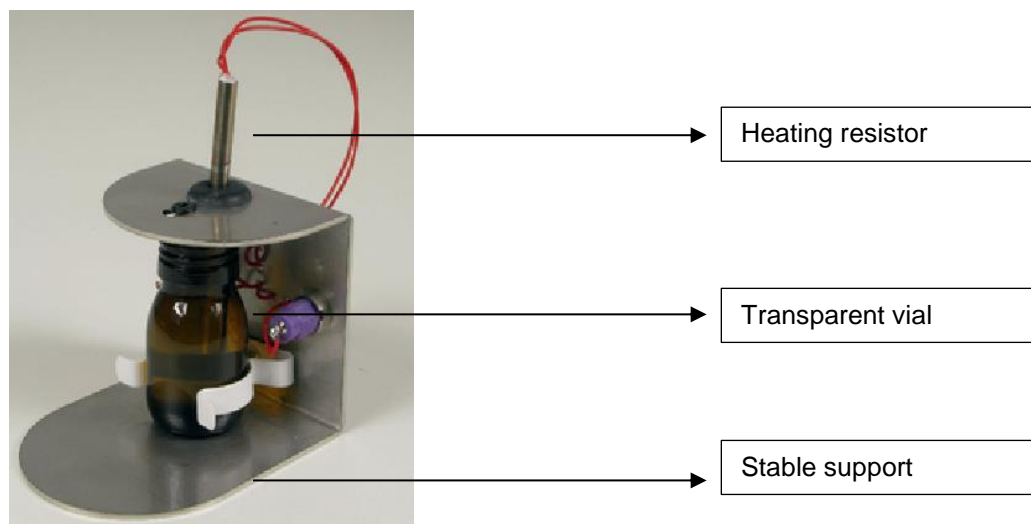 Heating resistor
Transparent vial
Stable support